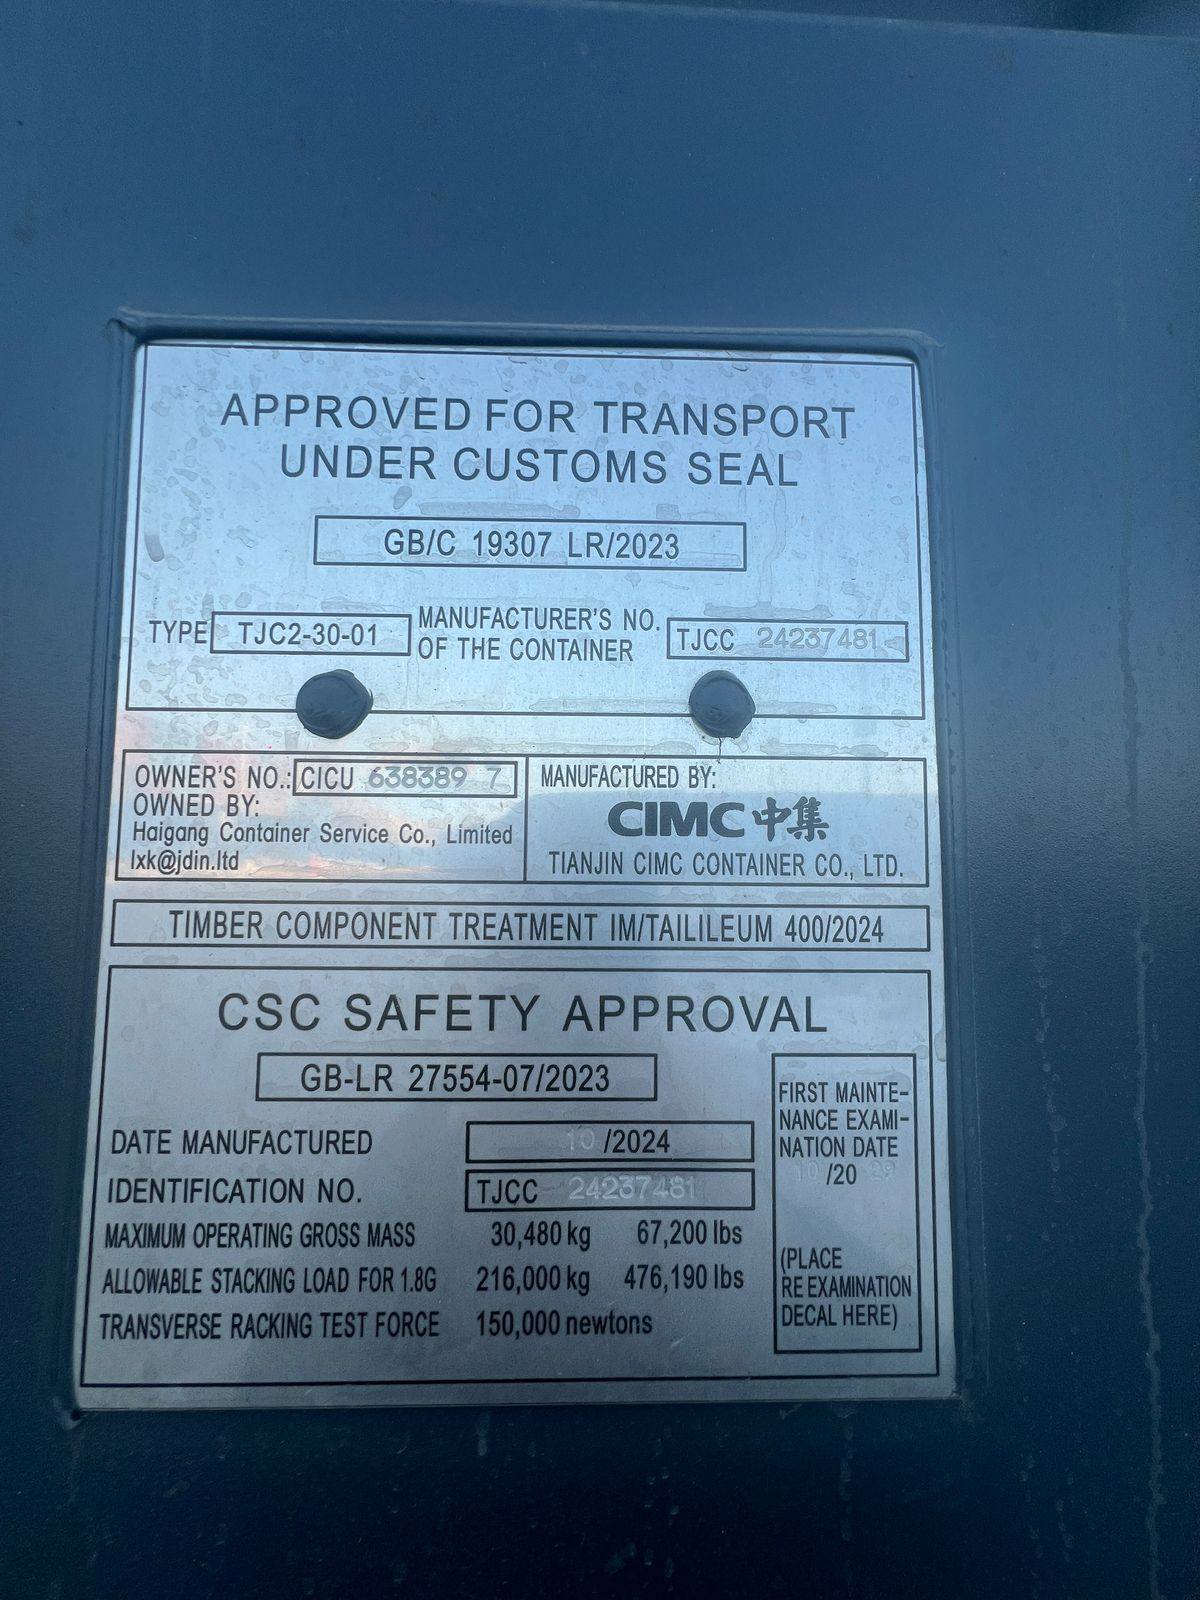 APPROVED FOR TRANSPORT
UNDER CUSTOMS SEAL
GB/C 19307 LR/2023
TYPE TJC2-30-01
MANUFACTURER'S NO.
OF THE CONTAINER
TJCC 24237481
OWNER'S NO.: CICU 638389 7
OWNED BY:
Haigang Container Service Co., Limited
lxk@jdin.ltd
MANUFACTURED BY:
CIMC中集
TIANJIN CIMC CONTAINER CO., LTD.
TIMBER COMPONENT TREATMENT IM/TAILILEUM 400/2024
CSC SAFETY APPROVAL
GB-LR 27554-07/2023
DATE MANUFACTURED 10 /2024
IDENTIFICATION NO. TJCC 24237481
MAXIMUM OPERATING GROSS MASS 30,480 kg 67,200 lbs
ALLOWABLE STACKING LOAD FOR 1.8G 216,000 kg 476,190 lbs
TRANSVERSE RACKING TEST FORCE 150,000 newtons
FIRST MAINTE-
NANCE EXAMI-
NATION DATE
10 /20 29
(PLACE
RE EXAMINATION
DECAL HERE)